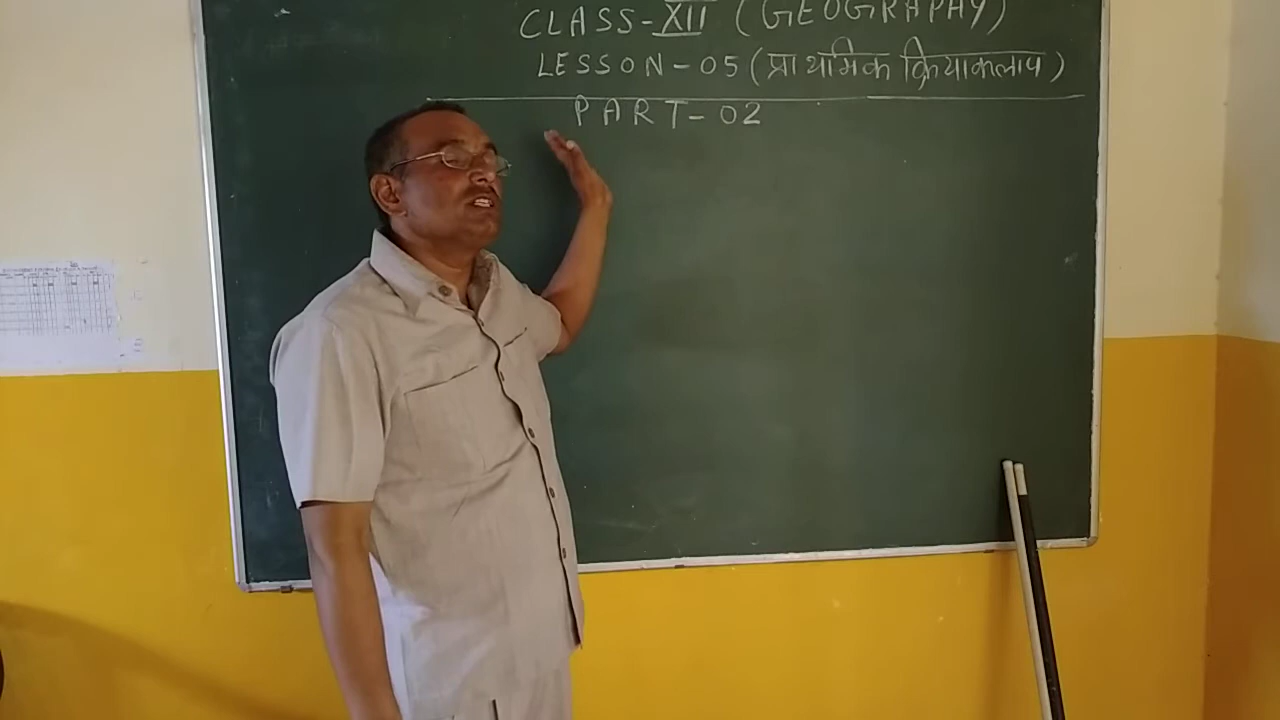 CLASS-XII (GEOGRAPHY)
LESSON-05 (प्राथमिक क्रियाकलाप)
PART-02